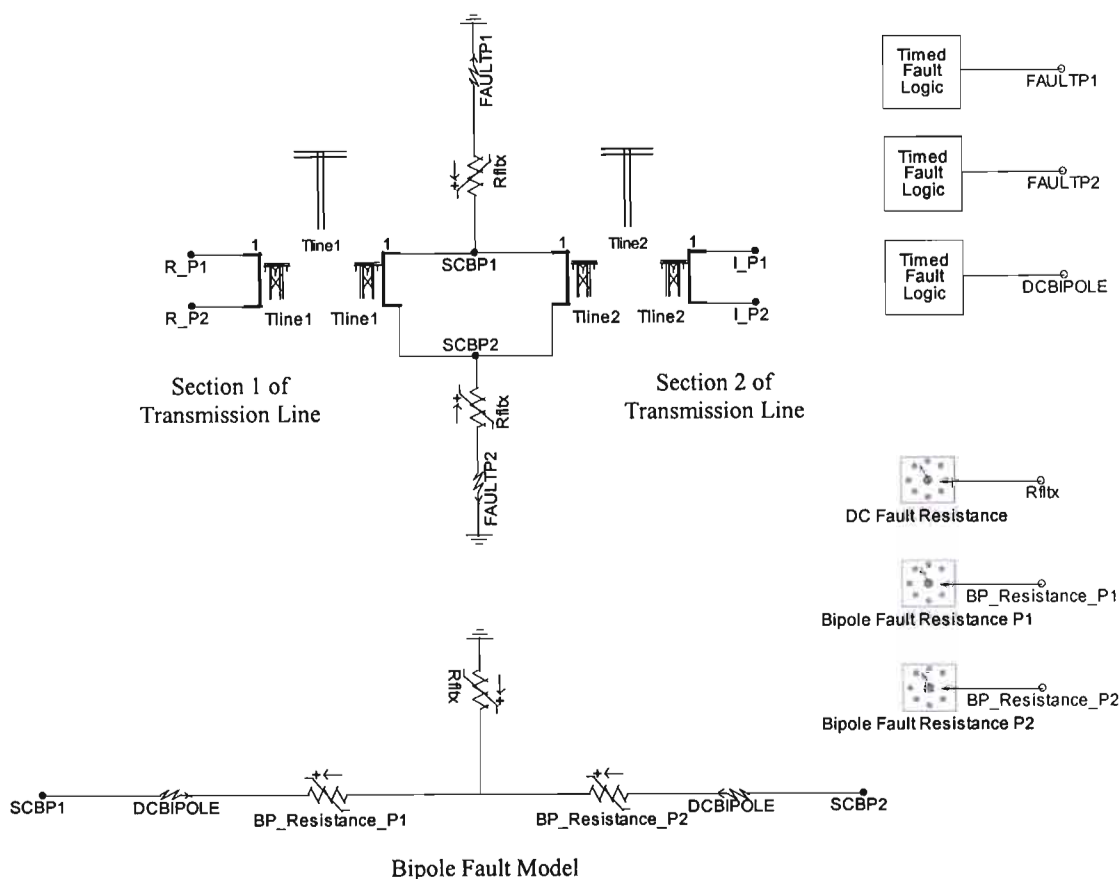 FAULTP1
Rfltx
Timed
Fault
Logic
FAULTP1
Timed
Fault
Logic
FAULTP2
Timed
Fault
Logic
DCBIPOLE
Tline1
Tline2
1
1
1
1
R_P1
R_P2
SCBP1
I_P1
I_P2
Tline1
Tline1
Tline2
Tline2
SCBP2
Section 1 of
Transmission Line
Section 2 of
Transmission Line
Rfltx
FAULTP2
Rfltx
DC Fault Resistance
BP_Resistance_P1
Bipole Fault Resistance P1
BP_Resistance_P2
Bipole Fault Resistance P2
Rfltx
SCBP1
DCBIPOLE
BP_Resistance_P1
BP_Resistance_P2
DCBIPOLE
SCBP2
Bipole Fault Model